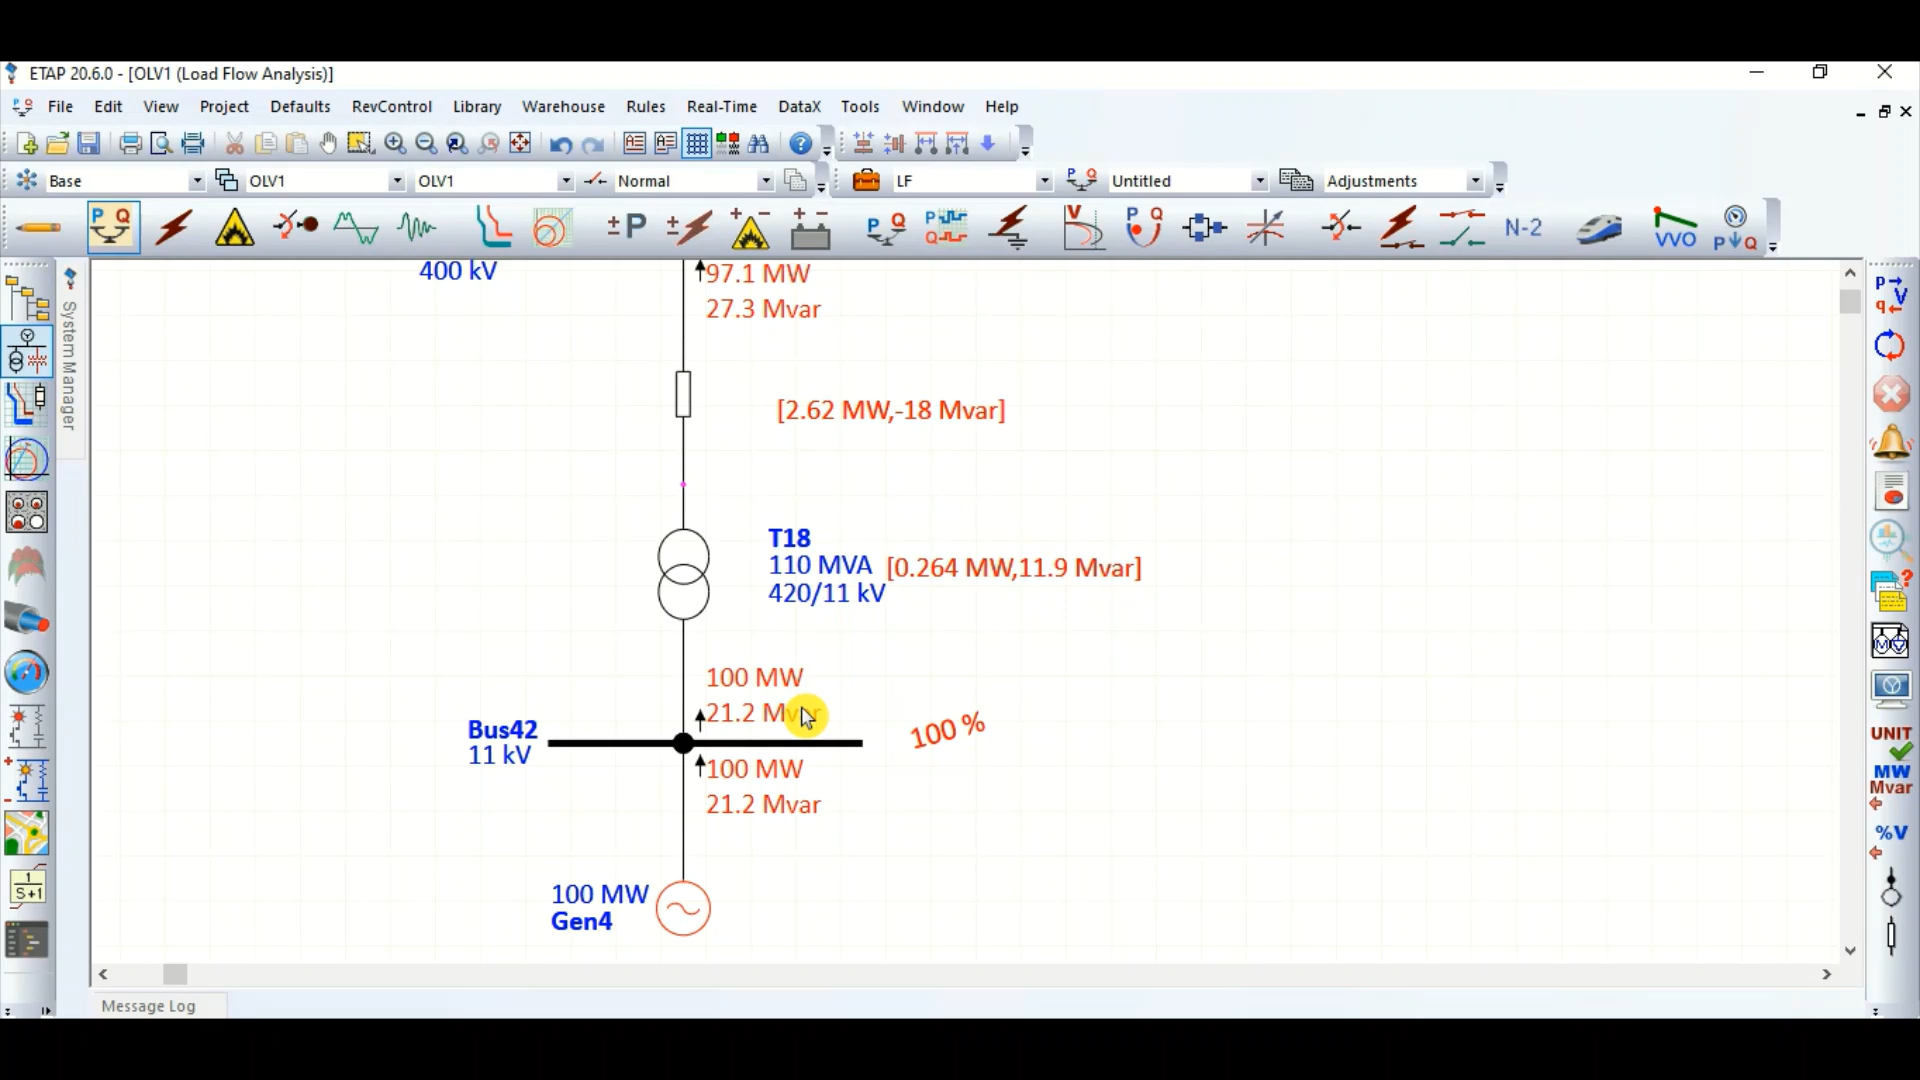 ETAP 20.6.0 - [OLV1 (Load Flow Analysis)]
File Edit View Project Defaults RevControl Library Warehouse Rules Real-Time DataX Tools Window Help
Base OLV1 OLV1 Normal LF P Q Untitled Adjustments
P Q ± P P Q P Q V P Q N-2 VVO P Q
System Manager
400 kV
97.1 MW
27.3 Mvar
[2.62 MW,-18 Mvar]
T18
110 MVA
420/11 kV
[0.264 MW,11.9 Mvar]
100 MW
21.2 Mvar
Bus42
11 kV
100 %
100 MW
21.2 Mvar
100 MW
Gen4
P
V
q
UNIT
MW
Mvar
%V
1
S+1
Message Log